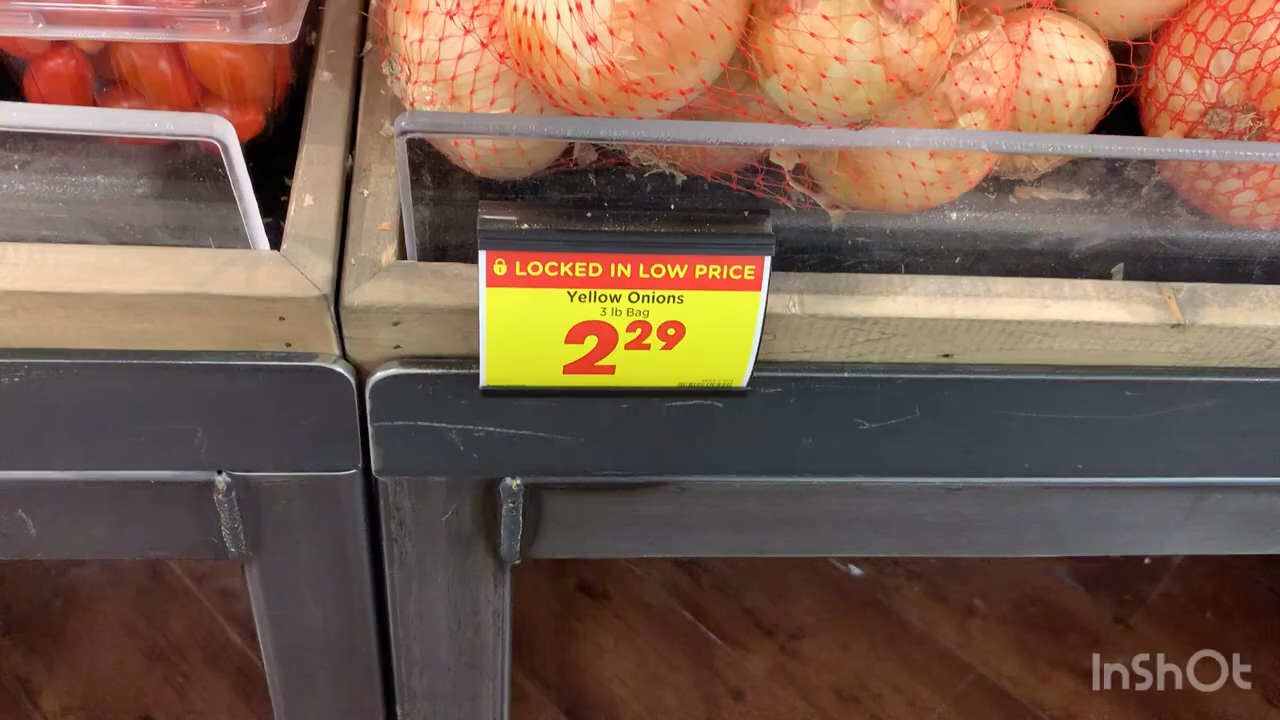 LOCKED IN LOW PRICE
Yellow Onions
3 lb Bag
2 29
InShOt